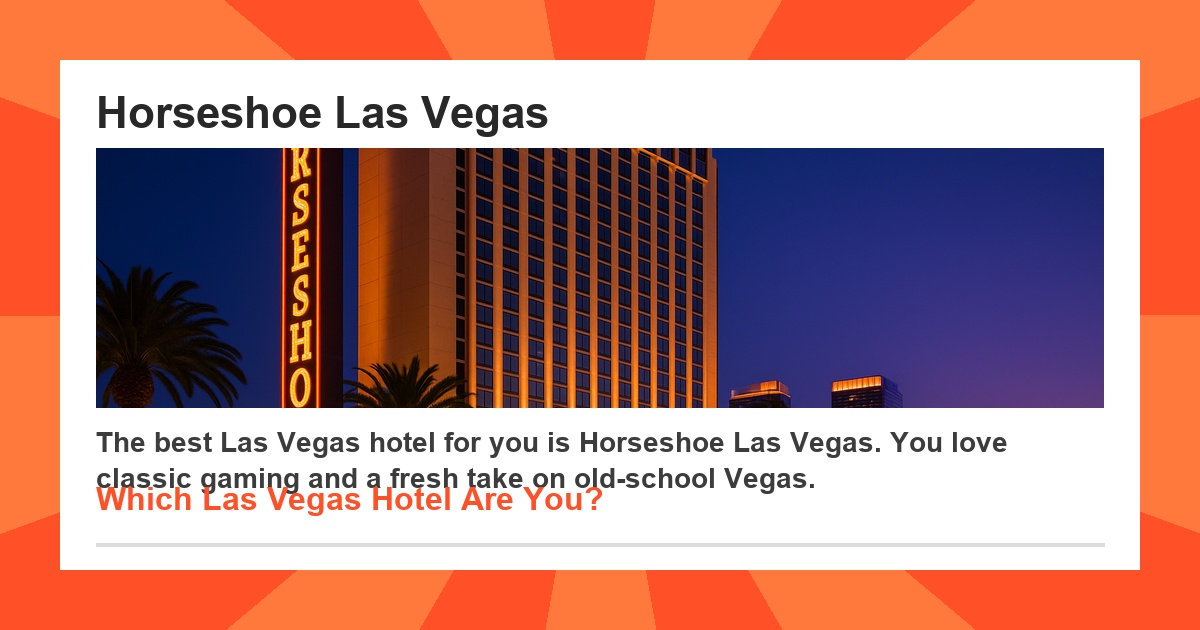 Horseshoe Las Vegas
RSESHO
The best Las Vegas hotel for you is Horseshoe Las Vegas. You love
classic gaming and a fresh take on old-school Vegas.
Which Las Vegas Hotel Are You?